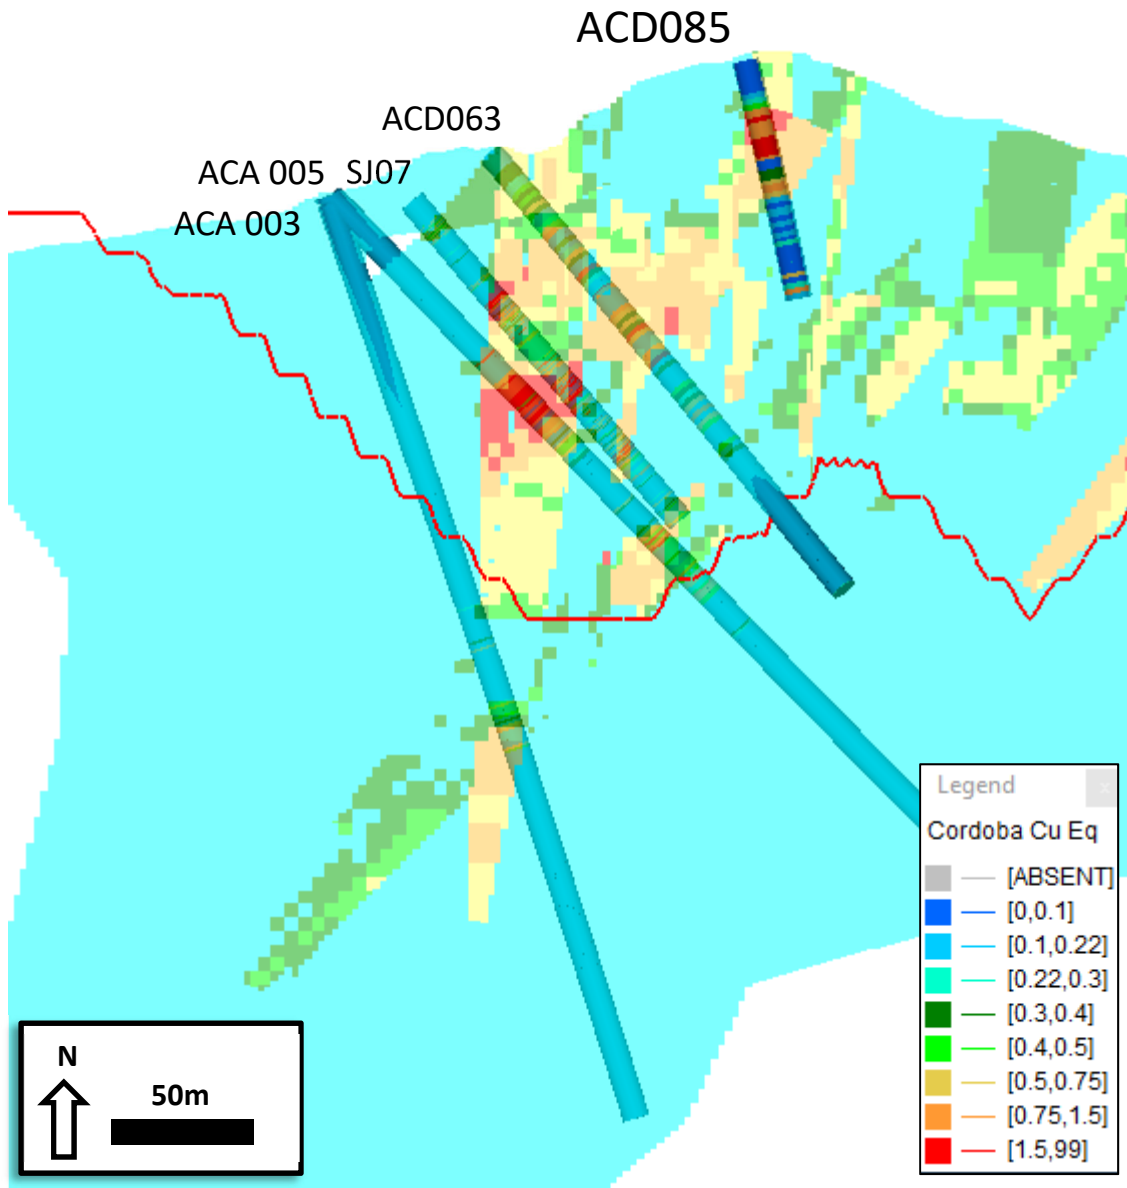 ACD085
ACD063
ACA 005 SJ07
ACA 003
Legend
x
Cordoba Cu Eq
[ABSENT]
[0,0.1]
[0.1,0.22]
[0.22,0.3]
[0.3,0.4]
[0.4,0.5]
[0.5,0.75]
[0.75,1.5]
[1.5,99]
N
50m